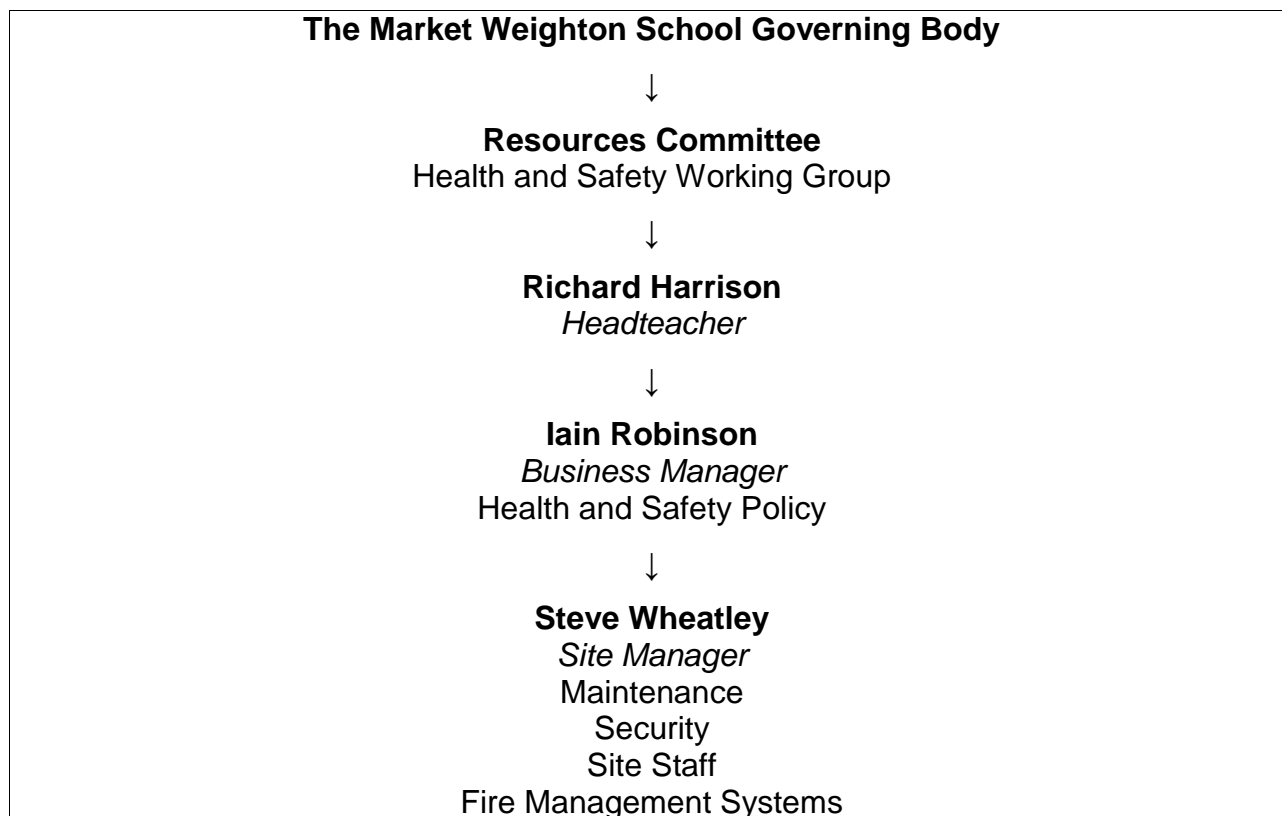 The Market Weighton School Governing Body
↓
Resources Committee
Health and Safety Working Group
↓
Richard Harrison
Headteacher
↓
Iain Robinson
Business Manager
Health and Safety Policy
↓
Steve Wheatley
Site Manager
Maintenance
Security
Site Staff
Fire Management Systems